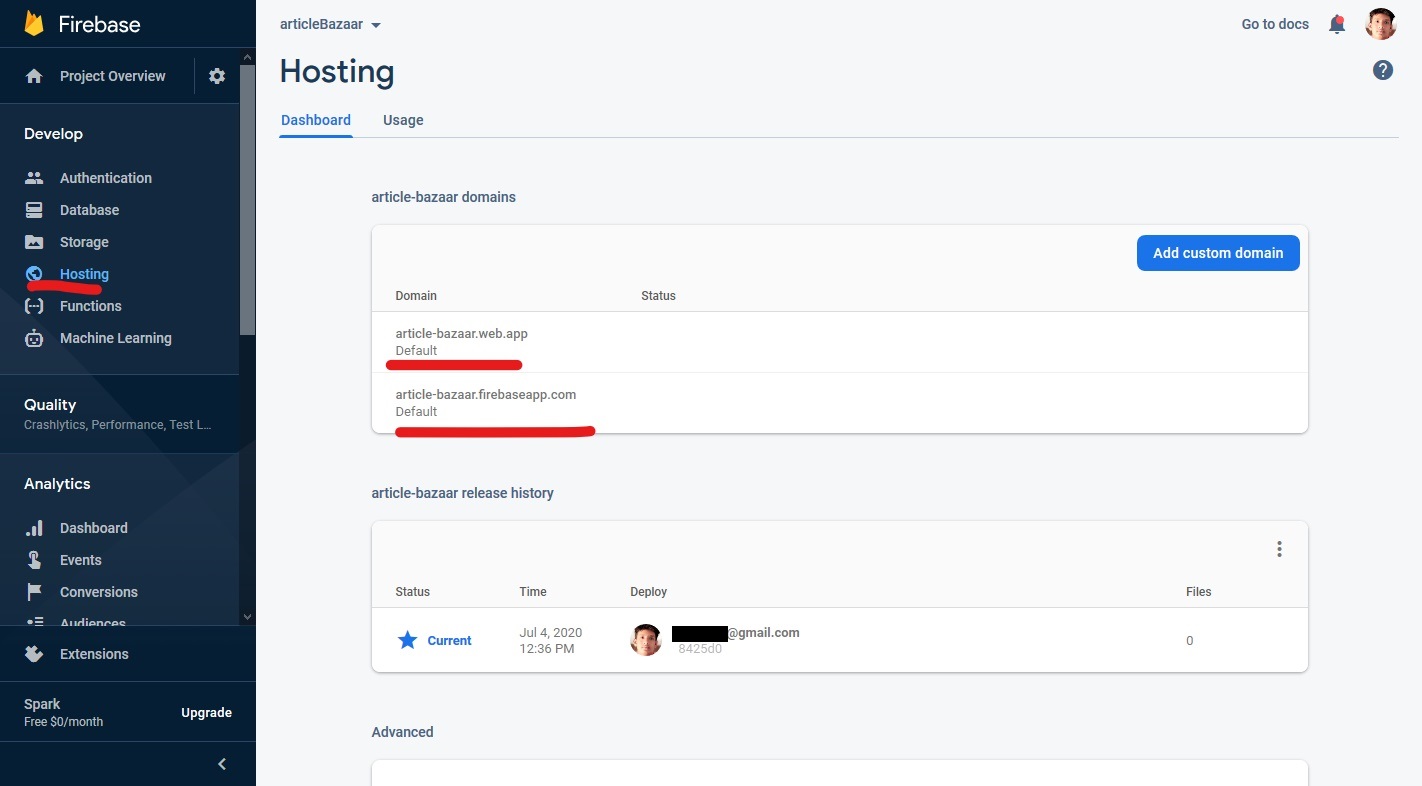 Firebase
Project Overview
Develop
Authentication
Database
Storage
Hosting
Functions
Machine Learning
Quality
Crashlytics, Performance, Test L...
Analytics
Dashboard
Events
Conversions
Audiences
Extensions
Spark
Free $0/month
Upgrade
articleBazaar
Go to docs
Hosting
Dashboard Usage
article-bazaar domains
Add custom domain
Domain Status
article-bazaar.web.app
Default
article-bazaar.firebaseapp.com
Default
article-bazaar release history
Status Time Deploy Files
Current Jul 4, 2020 @gmail.com 0
12:36 PM 8425d0
Advanced